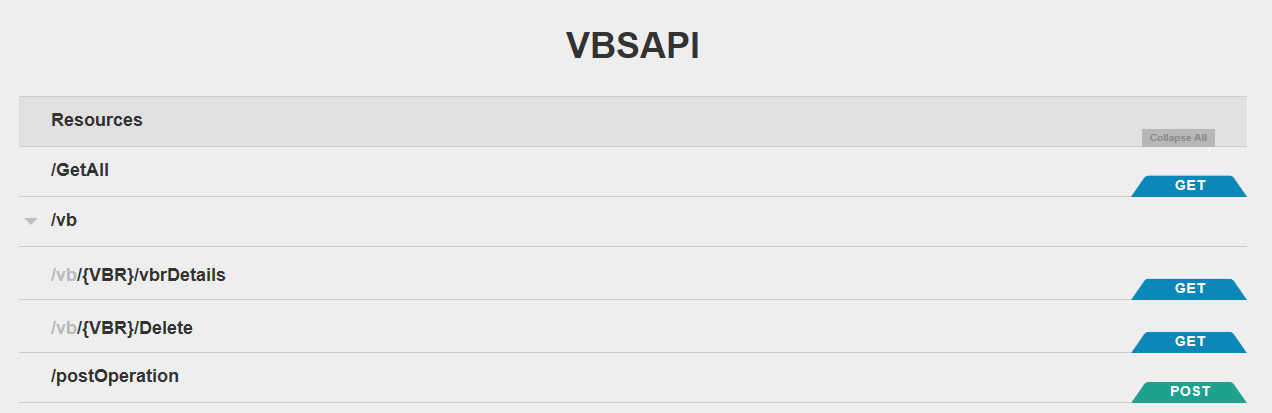 VBSAPI
Resources
Collapse All
/GetAll
GET
/vb
/vb/{VBR}/vbrDetails
GET
/vb/{VBR}/Delete
GET
/postOperation
POST